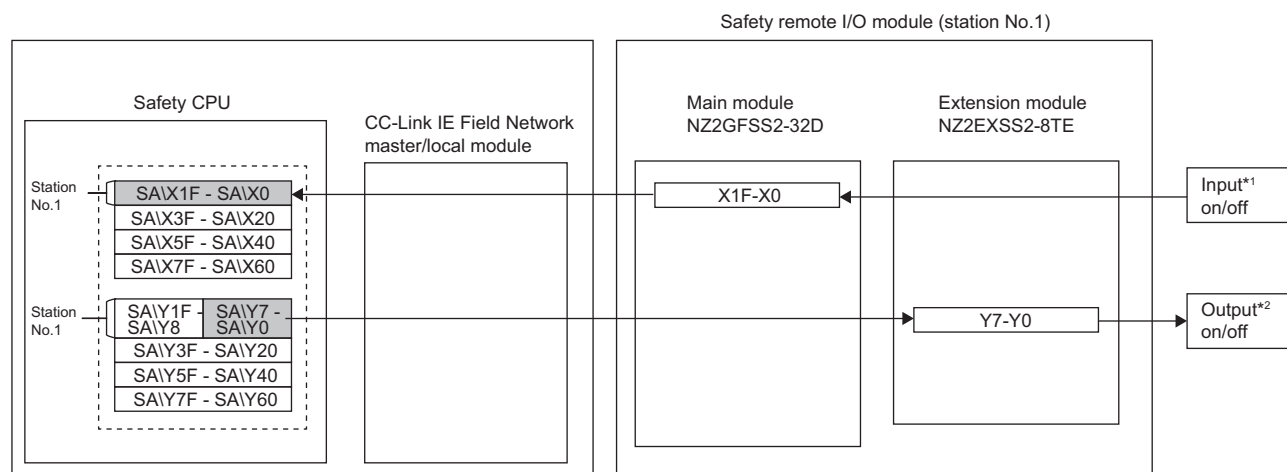 Safety remote I/O module (station No.1)
Safety CPU
CC-Link IE Field Network
master/local module
Main module
NZ2GFSS2-32D
Extension module
NZ2EXSS2-8TE
Station
No.1
SA\X1F - SA\X0
SA\X3F - SA\X20
SA\X5F - SA\X40
SA\X7F - SA\X60
X1F-X0
Input*1
on/off
Station
No.1
SA\Y1F -
SA\Y8
SA\Y7 -
SA\Y0
SA\Y3F - SA\Y20
SA\Y5F - SA\Y40
SA\Y7F - SA\Y60
Y7-Y0
Output*2
on/off